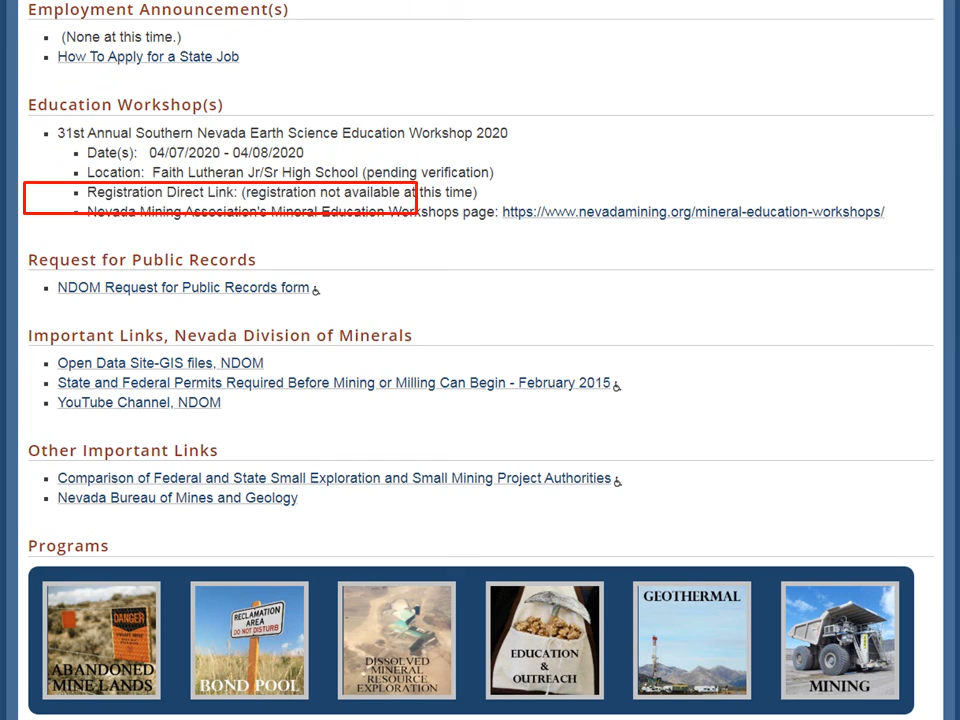 Employment Announcement(s)
(None at this time.)
How To Apply for a State Job
Education Workshop(s)
31st Annual Southern Nevada Earth Science Education Workshop 2020
Date(s): 04/07/2020 - 04/08/2020
Location: Faith Lutheran Jr/Sr High School (pending verification)
Registration Direct Link: (registration not available at this time)
Nevada Mining Association's Mineral Education Workshops page: https://www.nevadamining.org/mineral-education-workshops/
Request for Public Records
NDOM Request for Public Records form
Important Links, Nevada Division of Minerals
Open Data Site-GIS files, NDOM
State and Federal Permits Required Before Mining or Milling Can Begin - February 2015
YouTube Channel, NDOM
Other Important Links
Comparison of Federal and State Small Exploration and Small Mining Project Authorities
Nevada Bureau of Mines and Geology
Programs
DANGER
ABANDONED
MINE LANDS
RECLAMATION
AREA
DO NOT DISTURB
BOND POOL
DISSOLVED
MINERAL
RESOURCE
EXPLORATION
EDUCATION
&
OUTREACH
GEOTHERMAL
MINING